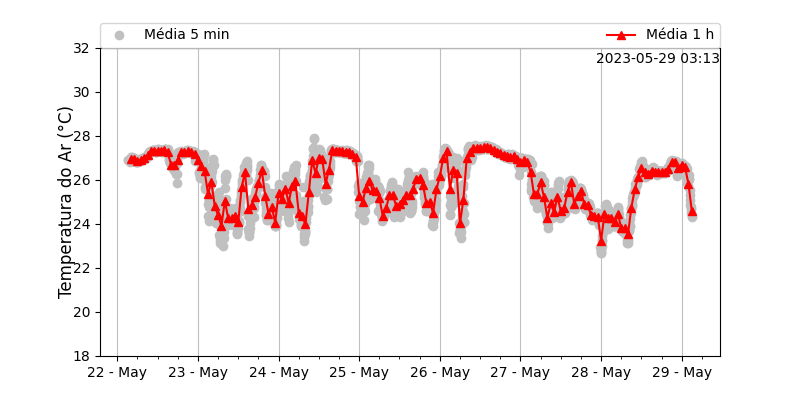 Média 5 min
Média 1 h
2023-05-29 03:13
Temperatura do Ar (°C)
32
30
28
26
24
22
20
18
22 - May
23 - May
24 - May
25 - May
26 - May
27 - May
28 - May
29 - May